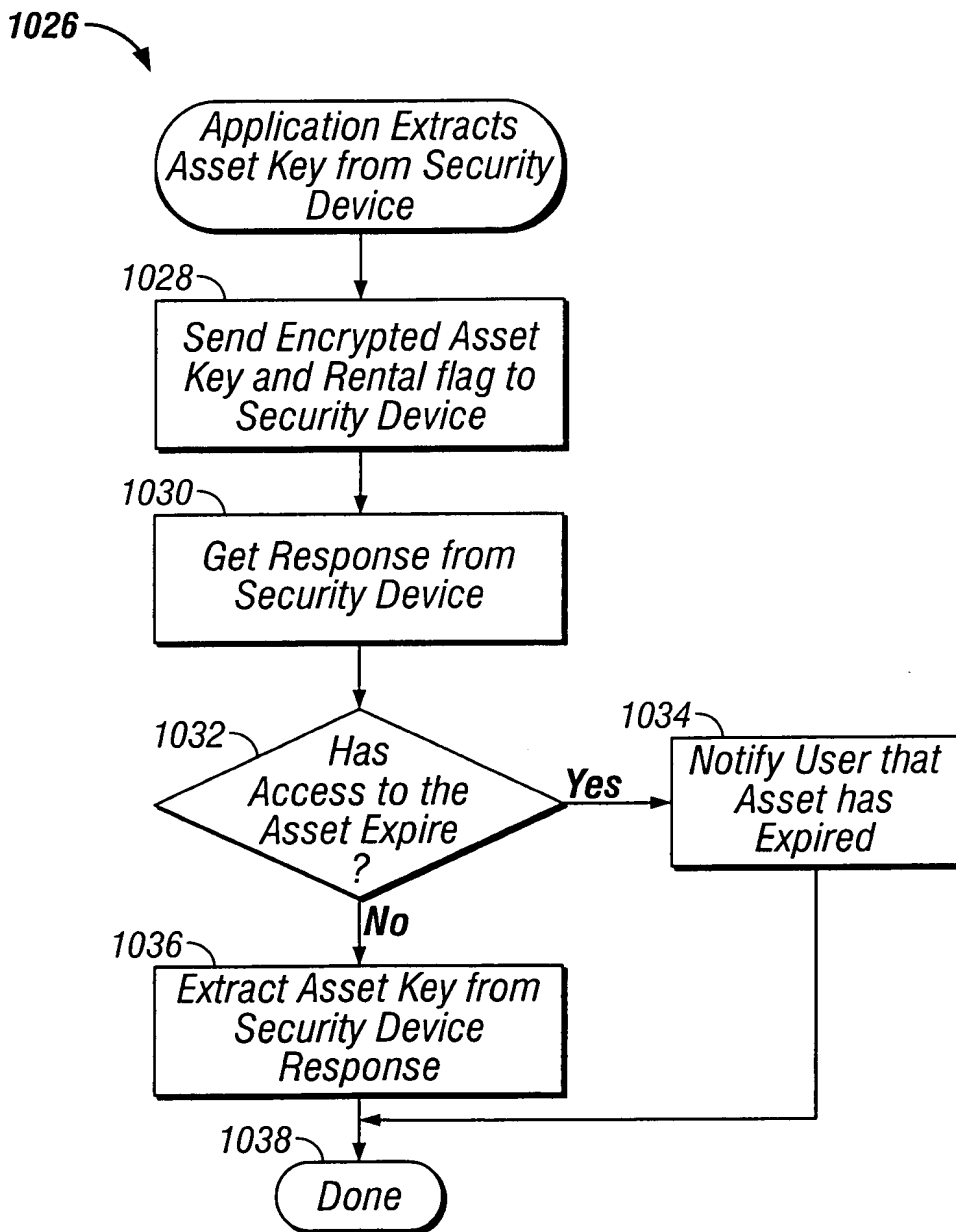 1026
Application Extracts
Asset Key from Security
Device
1028
Send Encrypted Asset
Key and Rental flag to
Security Device
1030
Get Response from
Security Device
1032
Has
Access to the
Asset Expire
?
Yes
1034
Notify User that
Asset has
Expired
No
1036
Extract Asset Key from
Security Device
Response
1038
Done